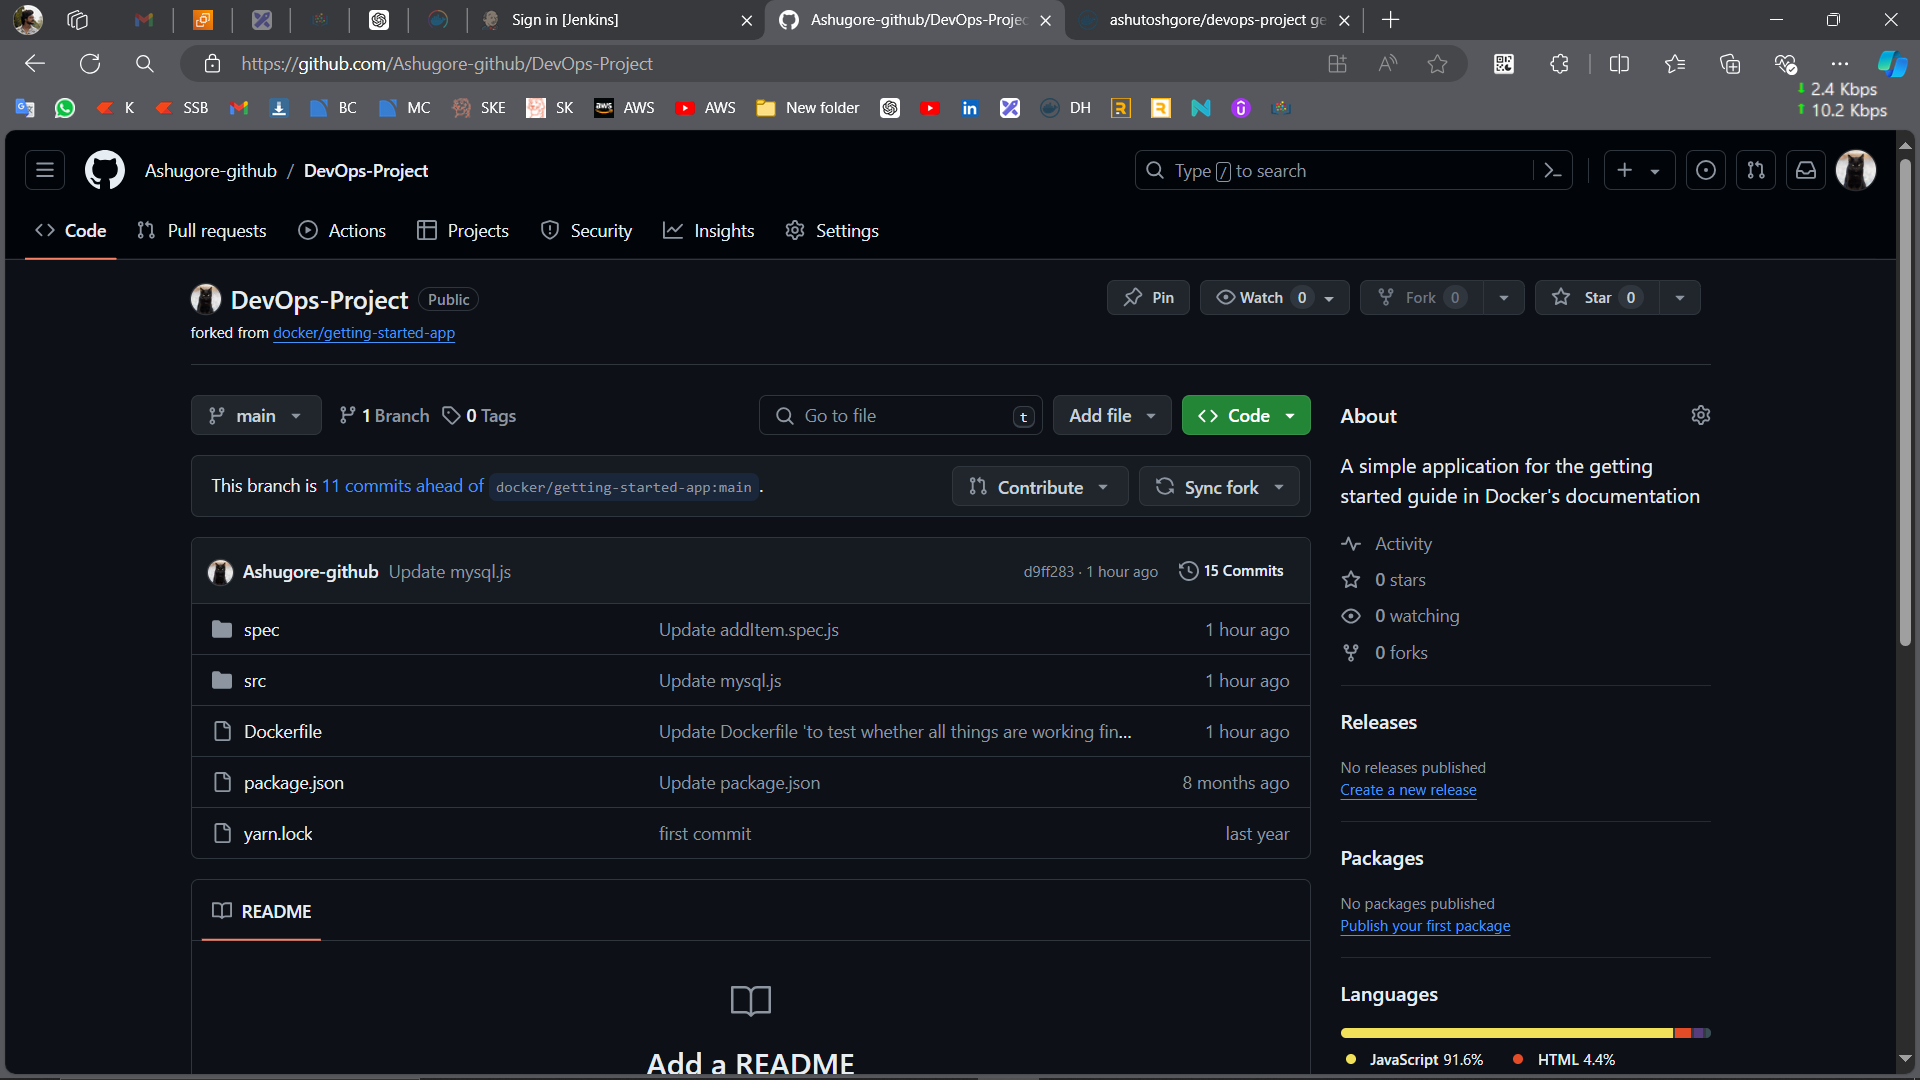 Sign in [Jenkins]
Ashugore-github/DevOps-Projec
ashutoshgore/devops-project ge
https://github.com/Ashugore-github/DevOps-Project
2.4 Kbps
10.2 Kbps
K
SSB
BC
MC
SKE
SK
aws
AWS
AWS
New folder
in
DH
Ashugore-github / DevOps-Project
Type / to search
Code
Pull requests
Actions
Projects
Security
Insights
Settings
DevOps-Project
Public
Pin
Watch 0
Fork 0
Star 0
forked from docker/getting-started-app
main
1 Branch
0 Tags
Go to file
t
Add file
Code
About
A simple application for the getting
started guide in Docker's documentation
This branch is 11 commits ahead of docker/getting-started-app:main .
Contribute
Sync fork
Activity
0 stars
0 watching
0 forks
Ashugore-github Update mysql.js
d9ff283 · 1 hour ago
15 Commits
spec
Update addItem.spec.js
1 hour ago
src
Update mysql.js
1 hour ago
Dockerfile
Update Dockerfile 'to test whether all things are working fin...
1 hour ago
package.json
Update package.json
8 months ago
yarn.lock
first commit
last year
Releases
No releases published
Create a new release
Packages
No packages published
Publish your first package
README
Add a README
Languages
JavaScript 91.6%
HTML 4.4%